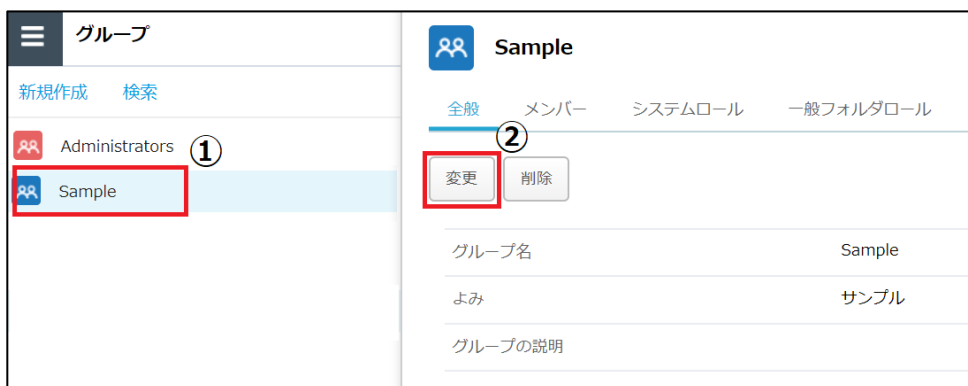 グループ
新規作成 検索
Administrators ①
Sample
Sample
全般 メンバー システムロール 一般フォルダロール
②
変更 削除
グループ名 Sample
よみ サンプル
グループの説明